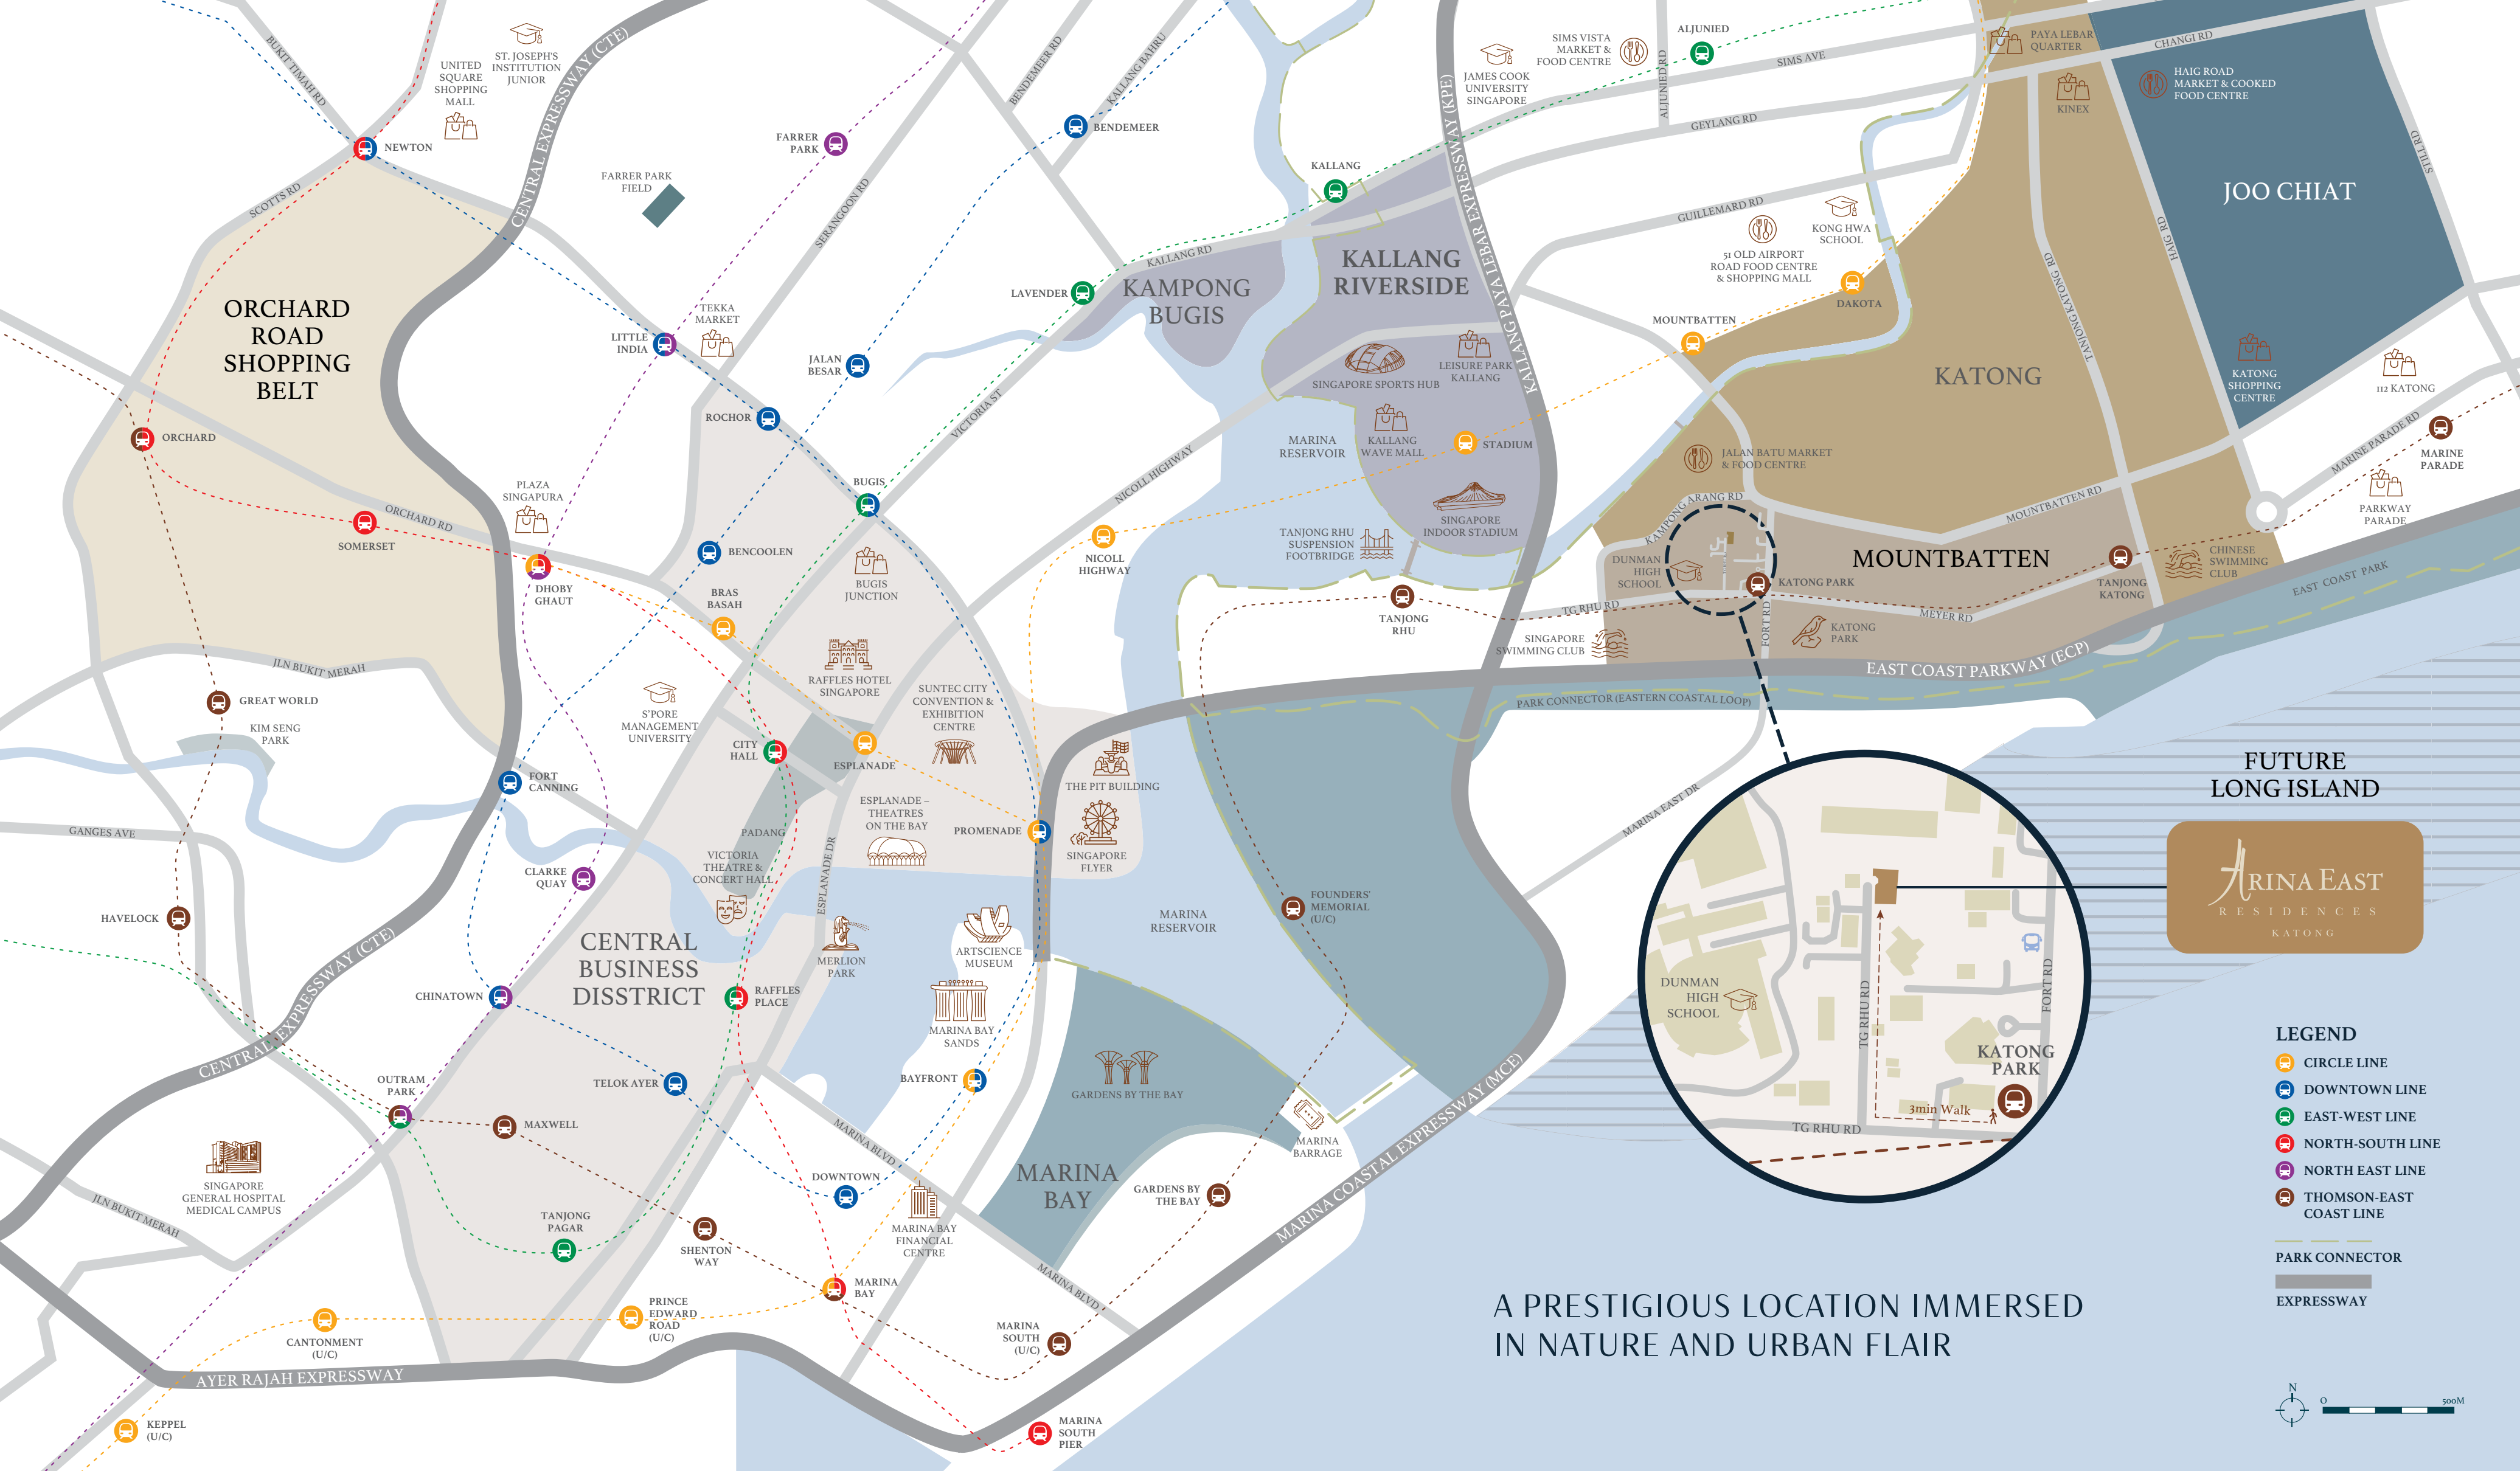 BUKIT TIMAH RD
ST. JOSEPH'S
INSTITUTION
JUNIOR
UNITED
SQUARE
SHOPPING
MALL
NEWTON
SCOTTS RD
CENTRAL EXPRESSWAY (CTE)
FARRER PARK
FIELD
FARRER
PARK
SERANGOON RD
BENDEMEER RD
KALLANG BAHRU
BENDEMEER
ORCHARD
ROAD
SHOPPING
BELT
TEKKA
MARKET
LITTLE
INDIA
JALAN
BESAR
ROCHOR
LAVENDER
KALLANG RD
KALLANG
KAMPONG
BUGIS
KALLANG
RIVERSIDE
KALLANG PAYA LEBAR EXPRESSWAY (KPE)
JAMES COOK
UNIVERSITY
SINGAPORE
SIMS VISTA
MARKET &
FOOD CENTRE
ALJUNIED RD
ALJUNIED
SIMS AVE
GEYLANG RD
GUILLEMARD RD
PAYA LEBAR
QUARTER
KINEX
CHANGI RD
HAIG ROAD
MARKET & COOKED
FOOD CENTRE
STILL RD
JOO CHIAT
HAIG RD
TANJONG KATONG RD
KONG HWA
SCHOOL
51 OLD AIRPORT
ROAD FOOD CENTRE
& SHOPPING MALL
DAKOTA
MOUNTBATTEN
KATONG
KATONG
SHOPPING
CENTRE
112 KATONG
MARINE PARADE RD
MARINE
PARADE
PARKWAY
PARADE
ORCHARD
SOMERSET
ORCHARD RD
PLAZA
SINGAPURA
DHOBY
GHAUT
BENCOOLEN
BUGIS
VICTORIA ST
NICOLL HIGHWAY
BUGIS
JUNCTION
BRAS
BASAH
NICOLL
HIGHWAY
SINGAPORE SPORTS HUB
LEISURE PARK
KALLANG
KALLANG
WAVE MALL
STADIUM
MARINA
RESERVOIR
SINGAPORE
INDOOR STADIUM
TANJONG RHU
SUSPENSION
FOOTBRIDGE
TANJONG
RHU
JALAN BATU MARKET
& FOOD CENTRE
KAMPONG ARANG RD
DUNMAN
HIGH
SCHOOL
MOUNTBATTEN RD
MOUNTBATTEN
KATONG PARK
TG RHU RD
FORT RD
MEYER RD
KATONG
PARK
TANJONG
KATONG
CHINESE
SWIMMING
CLUB
EAST COAST PARK
SINGAPORE
SWIMMING CLUB
EAST COAST PARKWAY (ECP)
PARK CONNECTOR (EASTERN COASTAL LOOP)
MARINA EAST DR
JLN BUKIT MERAH
GREAT WORLD
KIM SENG
PARK
S'PORE
MANAGEMENT
UNIVERSITY
RAFFLES HOTEL
SINGAPORE
SUNTEC CITY
CONVENTION &
EXHIBITION
CENTRE
CITY
HALL
ESPLANADE
THE PIT BUILDING
FORT
CANNING
ESPLANADE –
THEATRES
ON THE BAY
PROMENADE
SINGAPORE
FLYER
PADANG
GANGES AVE
CLARKE
QUAY
VICTORIA
THEATRE &
CONCERT HALL
ESPLANADE DR
HAVELOCK
CENTRAL EXPRESSWAY (CTE)
CENTRAL
BUSINESS
DISSTRICT
CHINATOWN
RAFFLES
PLACE
MERLION
PARK
ARTSCIENCE
MUSEUM
MARINA
RESERVOIR
FOUNDERS'
MEMORIAL
(U/C)
MARINA BAY
SANDS
BAYFRONT
GARDENS BY THE BAY
OUTRAM
PARK
TELOK AYER
MAXWELL
MARINA BLVD
DOWNTOWN
MARINA
BAY
MARINA
BARRAGE
GARDENS BY
THE BAY
MARINA COASTAL EXPRESSWAY (MCE)
SINGAPORE
GENERAL HOSPITAL
MEDICAL CAMPUS
JLN BUKIT MERAH
TANJONG
PAGAR
SHENTON
WAY
MARINA BAY
FINANCIAL
CENTRE
MARINA BLVD
MARINA
BAY
PRINCE
EDWARD
ROAD
(U/C)
CANTONMENT
(U/C)
MARINA
SOUTH
(U/C)
AYER RAJAH EXPRESSWAY
KEPPEL
(U/C)
MARINA
SOUTH
PIER
FUTURE
LONG ISLAND
ARINA EAST
RESIDENCES
KATONG
DUNMAN
HIGH
SCHOOL
TG RHU RD
FORT RD
KATONG
PARK
3min Walk
TG RHU RD
A PRESTIGIOUS LOCATION IMMERSED
IN NATURE AND URBAN FLAIR
LEGEND
CIRCLE LINE
DOWNTOWN LINE
EAST-WEST LINE
NORTH-SOUTH LINE
NORTH EAST LINE
THOMSON-EAST
COAST LINE
PARK CONNECTOR
EXPRESSWAY
N
0
500M